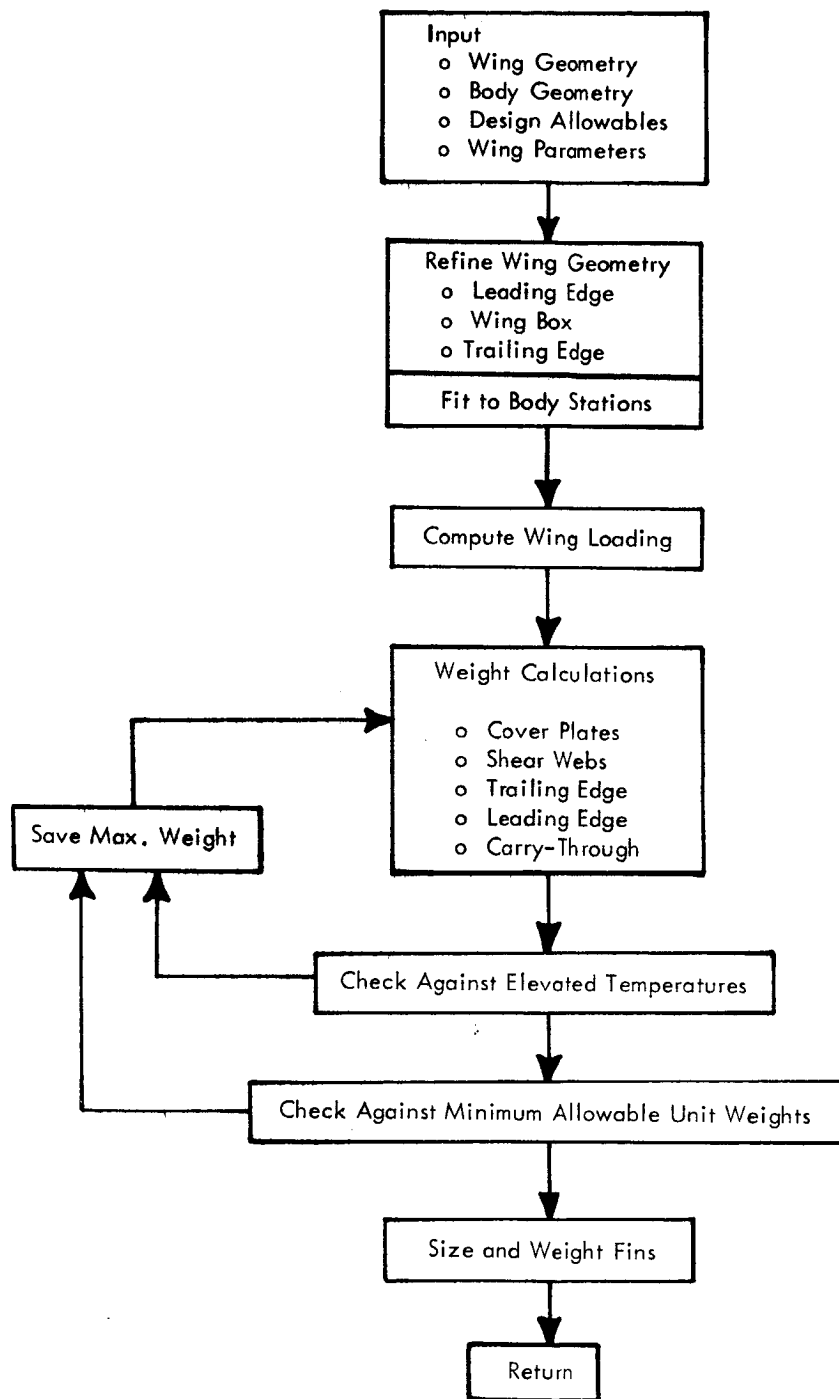 Input
o Wing Geometry
o Body Geometry
o Design Allowables
o Wing Parameters
Refine Wing Geometry
o Leading Edge
o Wing Box
o Trailing Edge
Fit to Body Stations
Compute Wing Loading
Weight Calculations
o Cover Plates
o Shear Webs
o Trailing Edge
o Leading Edge
o Carry-Through
Save Max. Weight
Check Against Elevated Temperatures
Check Against Minimum Allowable Unit Weights
Size and Weight Fins
Return